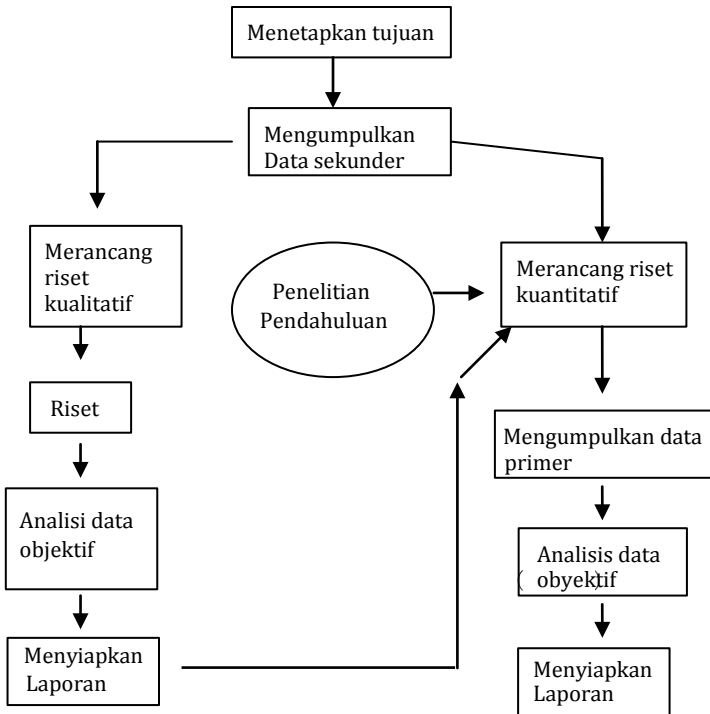 Menetapkan tujuan
Mengumpulkan
Data sekunder
Merancang
riset
kualitatif
Penelitian
Pendahuluan
Merancang riset
kuantitatif
Riset
Mengumpulkan data
primer
Analisi data
objektif
Analisis data
( obyektif)
Menyiapkan
Laporan
Menyiapkan
Laporan